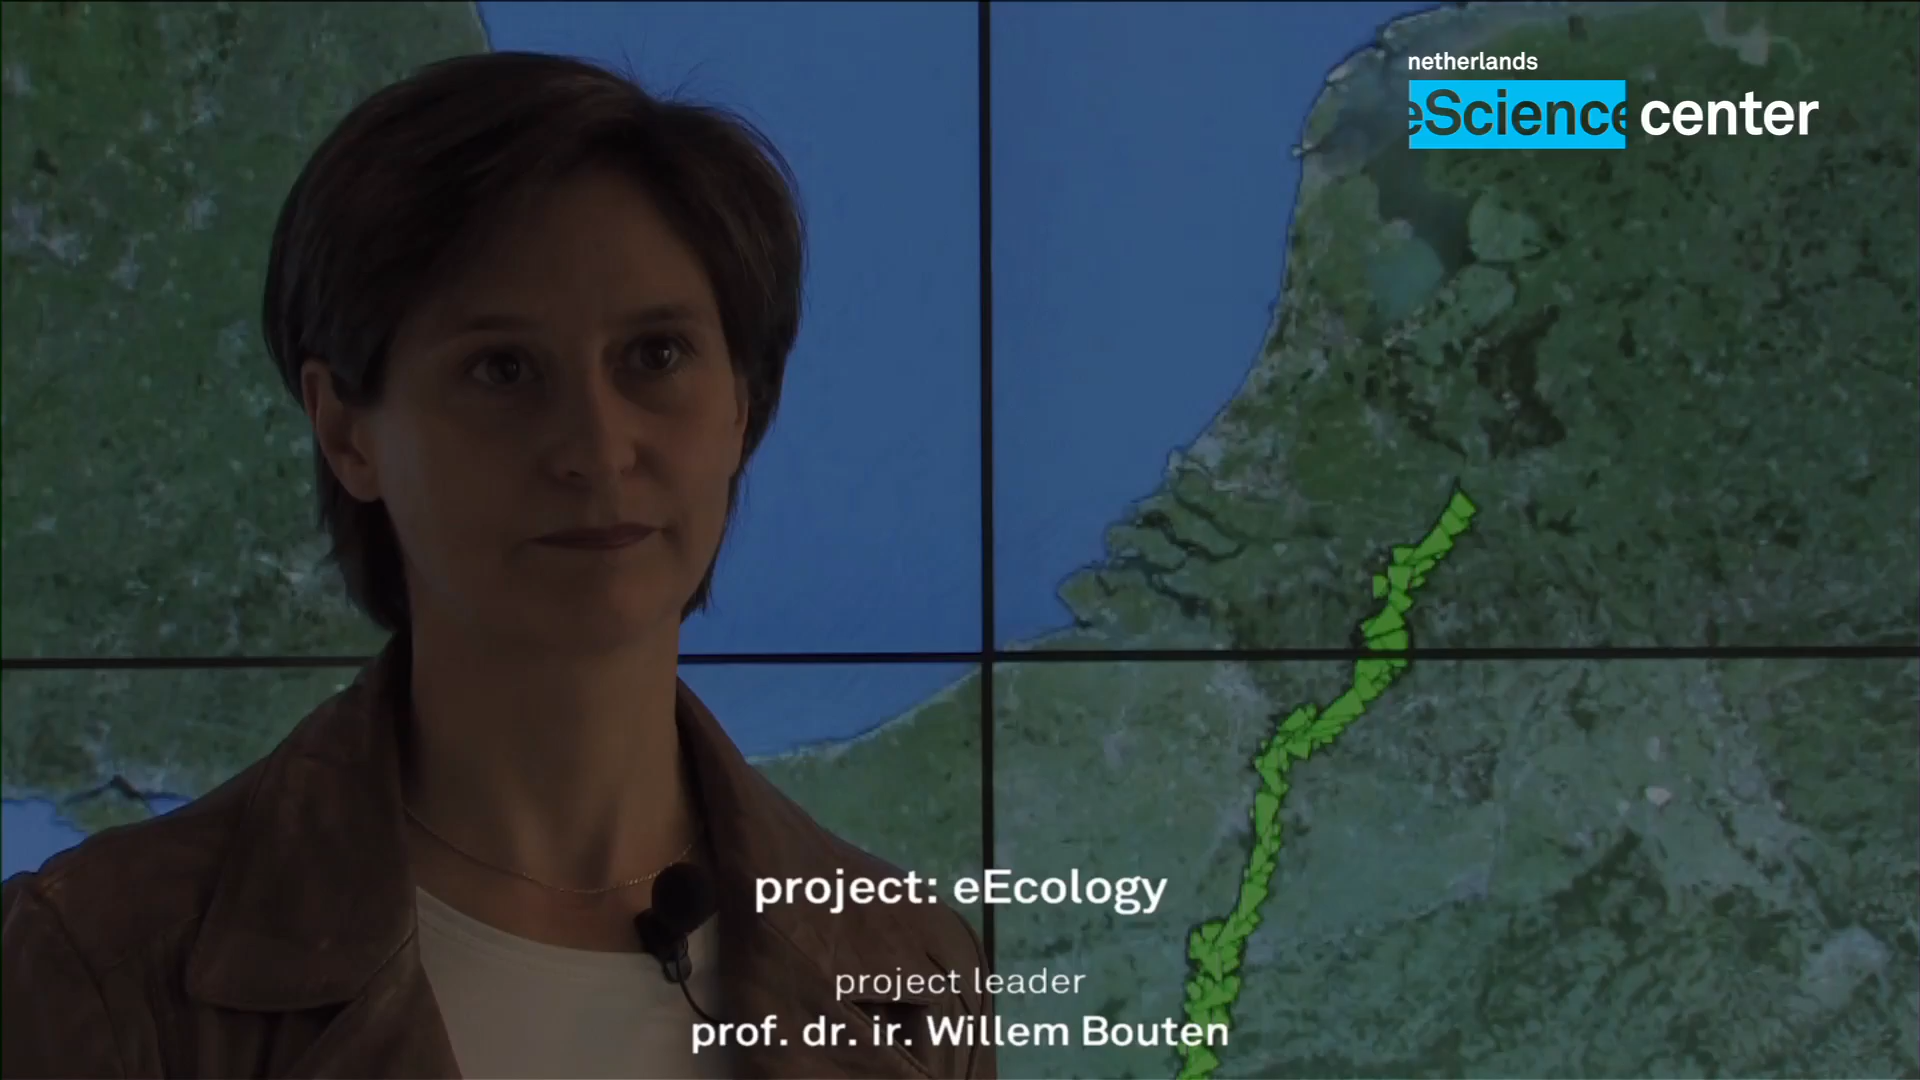 netherlands
eScience center
project: eEcology
project leader
prof. dr. ir. Willem Bouten